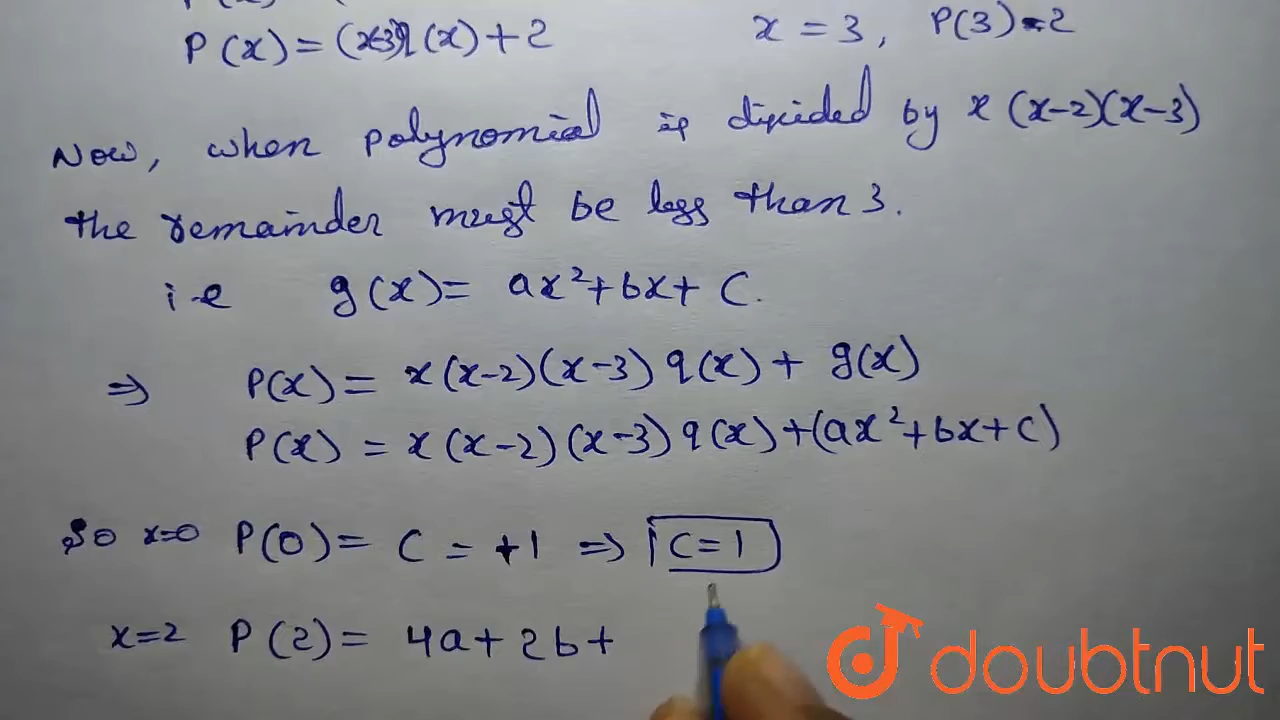 P(x) = (x-3)q(x) + 2 x = 3, P(3) = 2
Now, when polynomial is divided by x(x-2)(x-3)
the remainder must be less than 3.
i.e g(x) = ax²+bx+c.
⇒ P(x) = x(x-2)(x-3) q(x) + g(x)
P(x) = x(x-2)(x-3) q(x) + (ax²+bx+c)
So x=0 P(0) = c = +1 ⇒ c=1
x=2 P(2) = 4a + 2b +
doubtnut